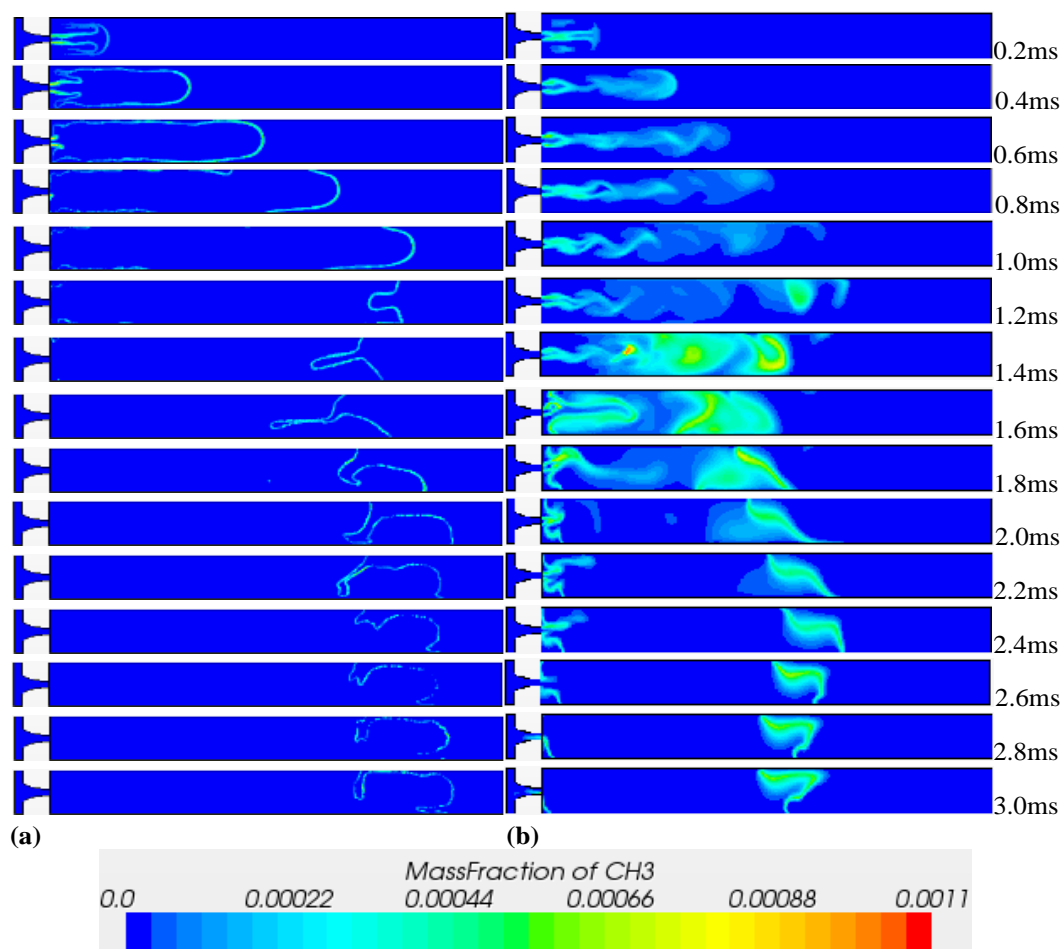 0.2ms
0.4ms
0.6ms
0.8ms
1.0ms
1.2ms
1.4ms
1.6ms
1.8ms
2.0ms
2.2ms
2.4ms
2.6ms
2.8ms
3.0ms
(a) (b)
MassFraction of CH3
0.0 0.00022 0.00044 0.00066 0.00088 0.0011